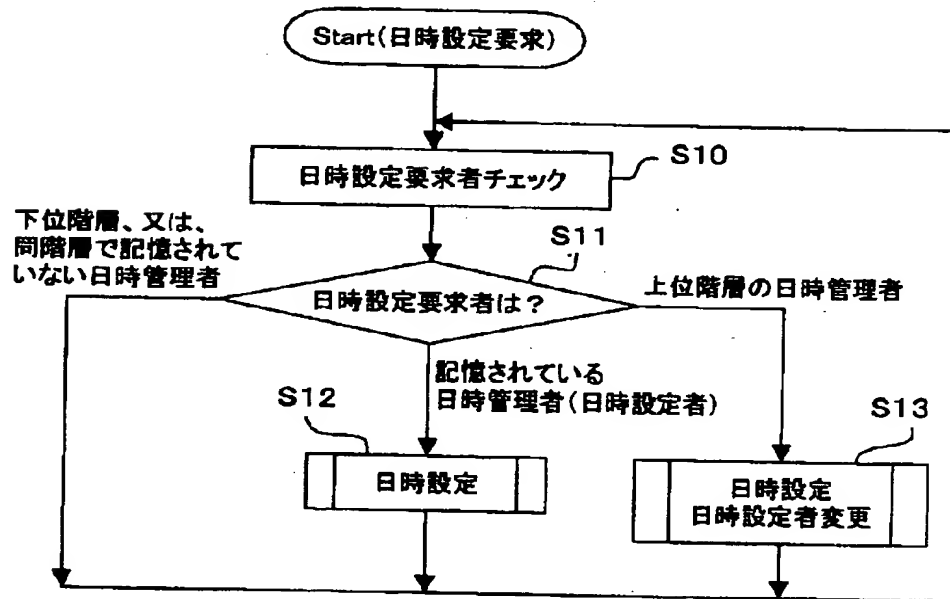 Start(日時設定要求)
日時設定要求者チェック
S10
下位階層、又は、
同階層で記憶されて
いない日時管理者
S11
日時設定要求者は?
上位階層の日時管理者
記憶されている
日時管理者(日時設定者)
S12
日時設定
S13
日時設定
日時設定者変更